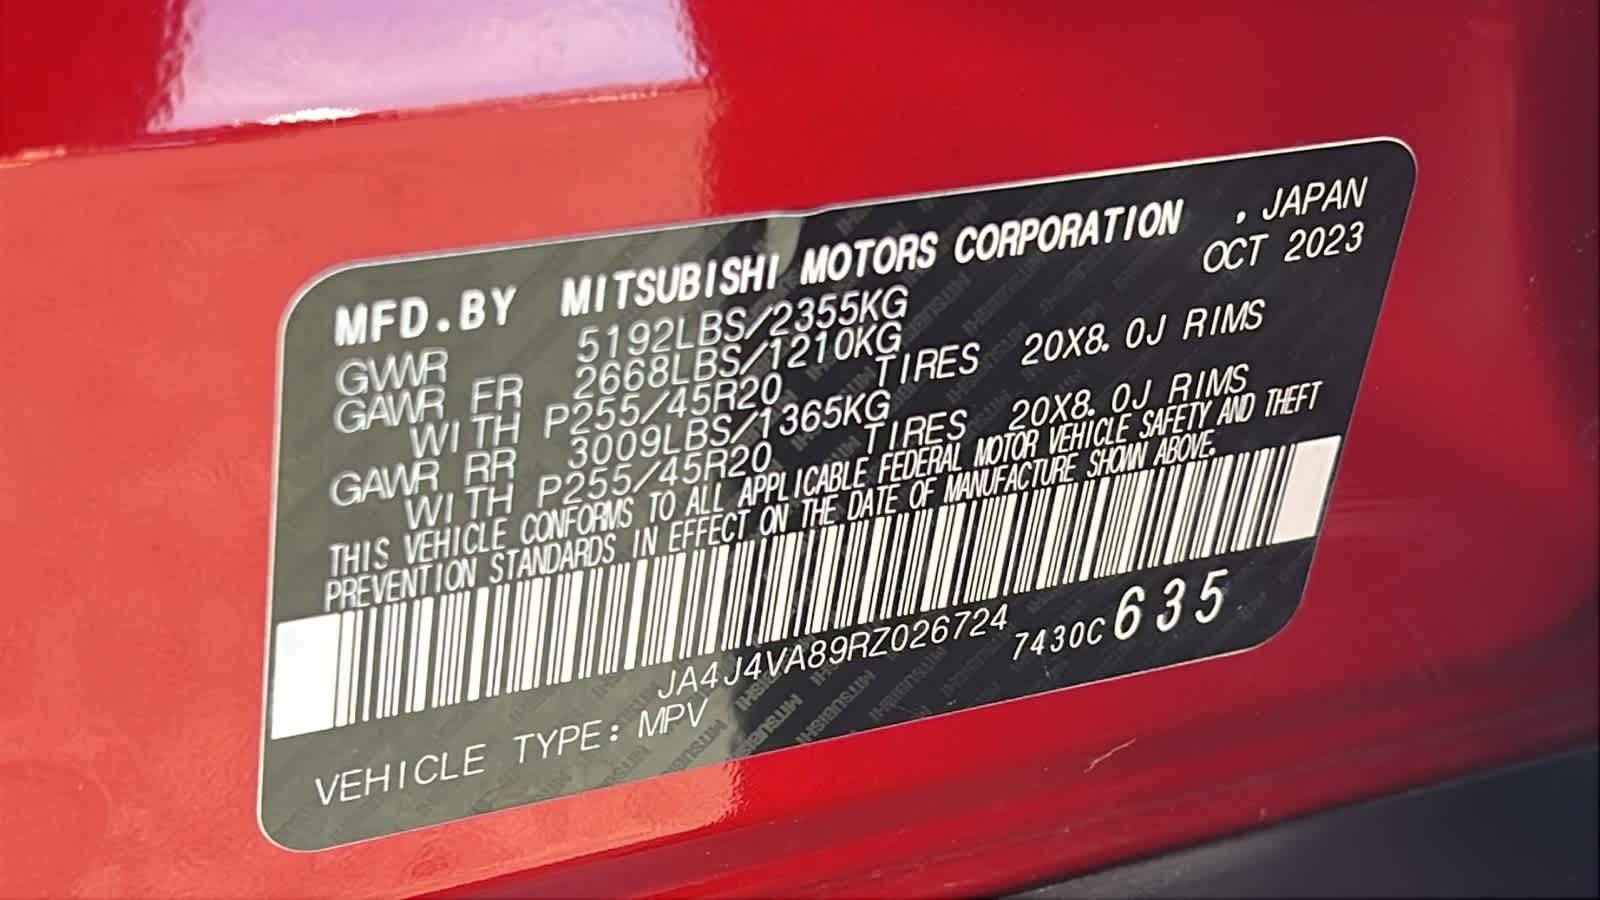 MFD.BY MITSUBISHI MOTORS CORPORATION , JAPAN
GVWR 5192LBS/2355KG OCT 2023
GAWR FR 2668LBS/1210KG
WITH P255/45R20 TIRES 20X8.0J RIMS
GAWR RR 3009LBS/1365KG
WITH P255/45R20 TIRES 20X8.0J RIMS
THIS VEHICLE CONFORMS TO ALL APPLICABLE FEDERAL MOTOR VEHICLE SAFETY AND THEFT
PREVENTION STANDARDS IN EFFECT ON THE DATE OF MANUFACTURE SHOWN ABOVE.
JA4J4VA89RZ026724 7430C 635
VEHICLE TYPE: MPV